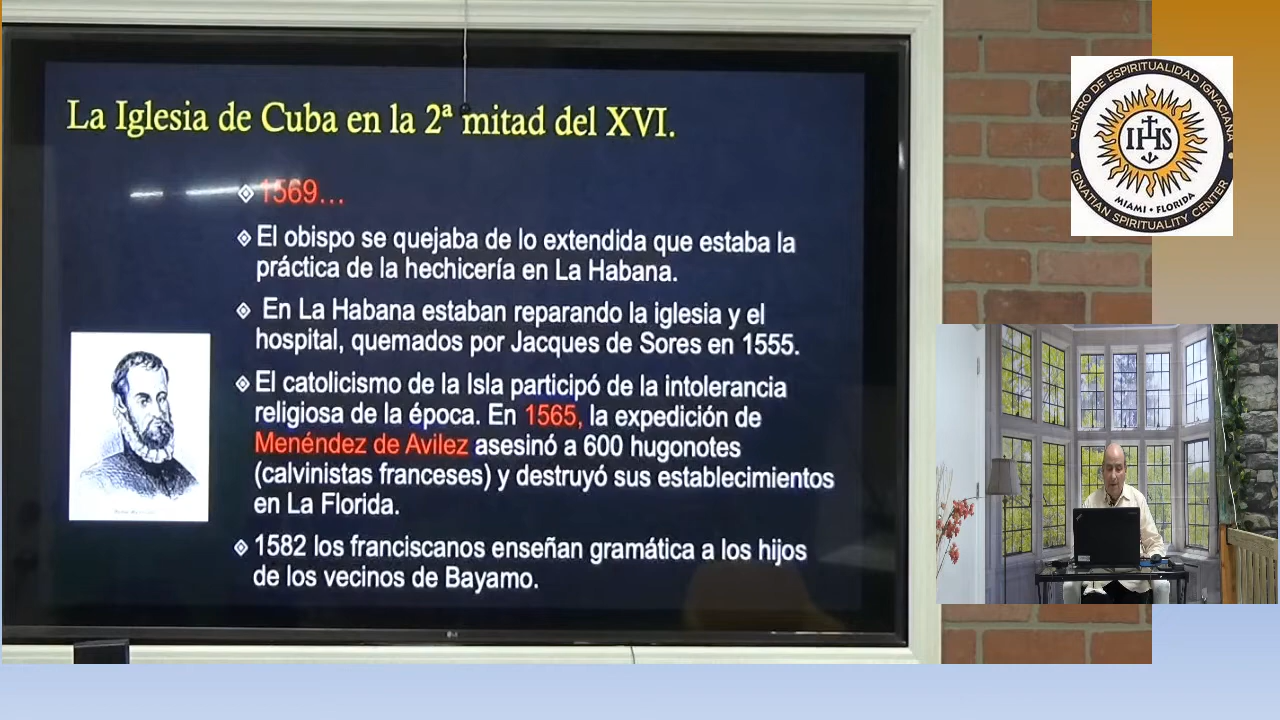 La Iglesia de Cuba en la 2ª mitad del XVI.
1569...
El obispo se quejaba de lo extendida que estaba la
práctica de la hechicería en La Habana.
En La Habana estaban reparando la iglesia y el
hospital, quemados por Jacques de Sores en 1555.
El catolicismo de la Isla participó de la intolerancia
religiosa de la época. En 1565, la expedición de
Menéndez de Avilez asesinó a 600 hugonotes
(calvinistas franceses) y destruyó sus establecimientos
en La Florida.
1582 los franciscanos enseñan gramática a los hijos
de los vecinos de Bayamo.
LG
CENTRO DE ESPIRITUALIDAD IGNACIANA
IHS
MIAMI • FLORIDA
IGNATIAN SPIRITUALITY CENTER